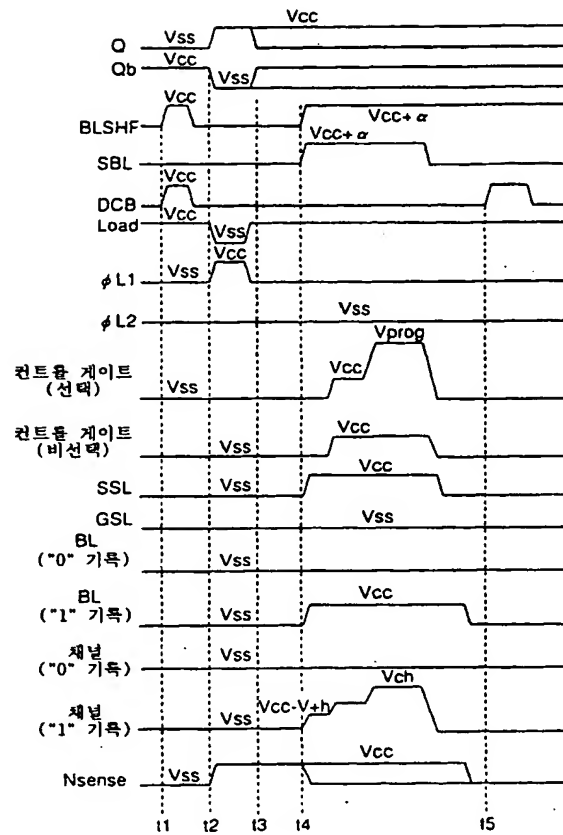 Vcc
Q Vss
Qb Vcc Vss
Vcc
BLSHF Vcc+α
SBL Vcc+α
DCB Vcc
Load Vcc Vss
φL1 Vss Vcc
φL2 Vss
Vprog
컨트롤 게이트 Vcc
(선택) Vss
컨트롤 게이트 Vcc
(비선택) Vss
SSL Vss Vcc
GSL Vss
BL
("0" 기록) Vss
BL Vcc
("1" 기록) Vss
채널 Vss
("0" 기록)
채널 Vcc-V+h Vch
("1" 기록) Vss
Nsense Vss Vcc
t1 t2 t3 t4 t5